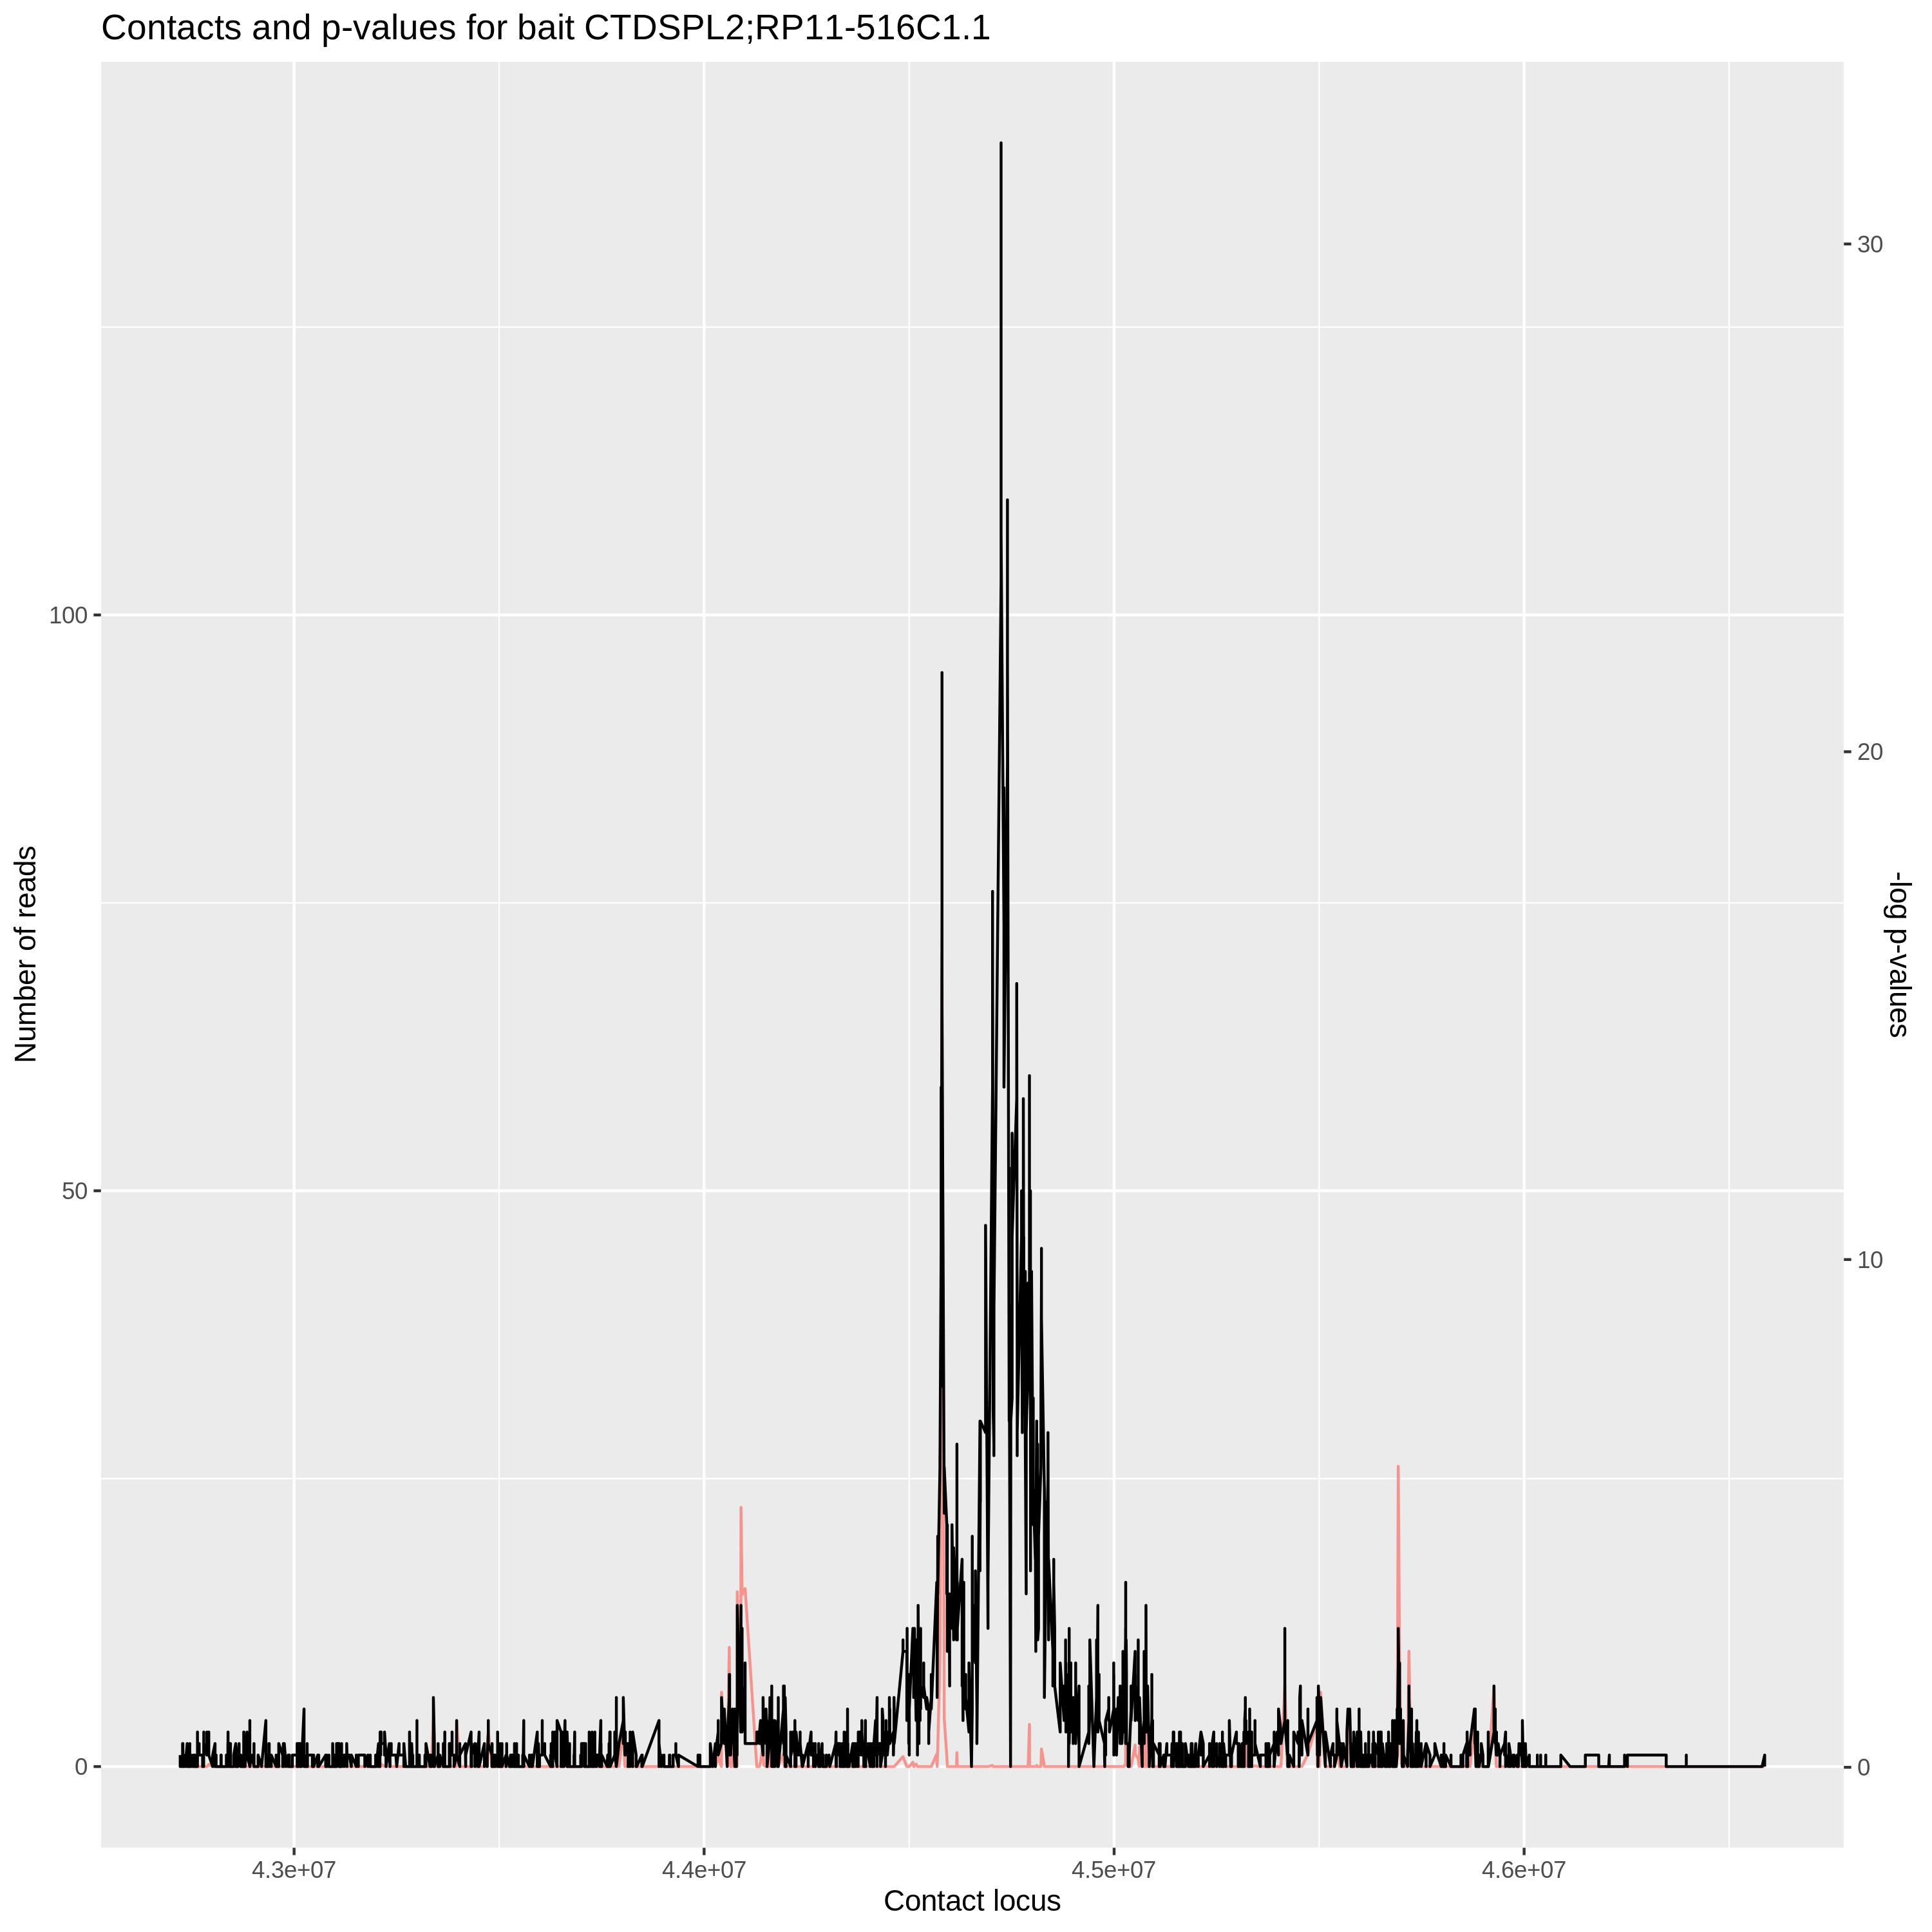 Contacts and p-values for bait CTDSPL2;RP11-516C1.1
Number of reads
100
50
0
30
20
10
0
-log p-values
4.3e+07
4.4e+07
4.5e+07
4.6e+07
Contact locus